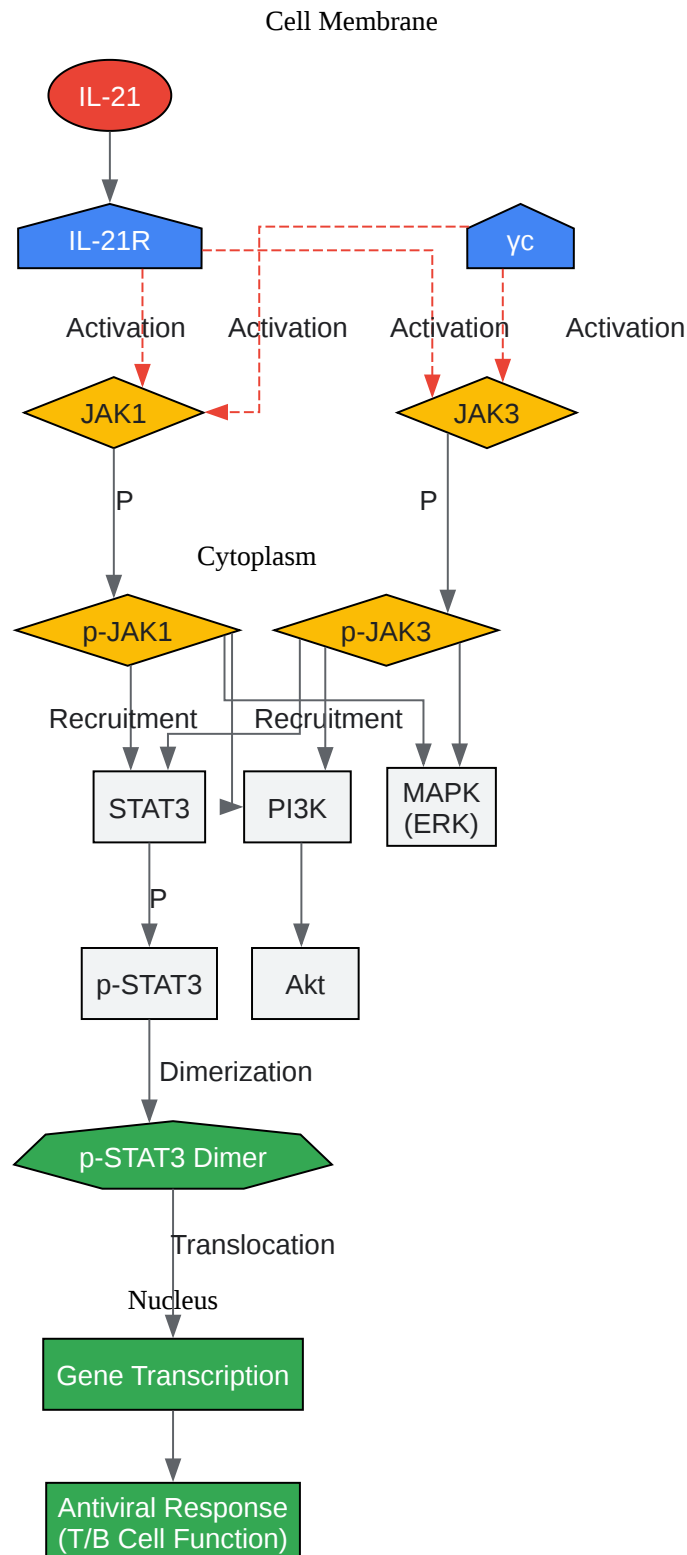 Cell Membrane
IL-21
IL-21R
γc
Activation
Activation
Activation
Activation
JAK1
JAK3
P
P
Cytoplasm
p-JAK1
p-JAK3
Recruitment
Recruitment
STAT3
PI3K
MAPK
(ERK)
P
p-STAT3
Akt
Dimerization
p-STAT3 Dimer
Translocation
Nucleus
Gene Transcription
Antiviral Response
(T/B Cell Function)